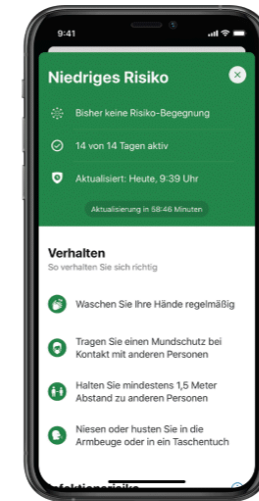 9:41
Niedriges Risiko
Bisher keine Risiko-Begegnung
14 von 14 Tagen aktiv
Aktualisiert: Heute, 9:39 Uhr
Aktualisierung in 58:46 Minuten
Verhalten
So verhalten Sie sich richtig
Waschen Sie Ihre Hände regelmäßig
Tragen Sie einen Mundschutz bei
Kontakt mit anderen Personen
Halten Sie mindestens 1,5 Meter
Abstand zu anderen Personen
Niesen oder husten Sie in die
Armbeuge oder in ein Taschentuch